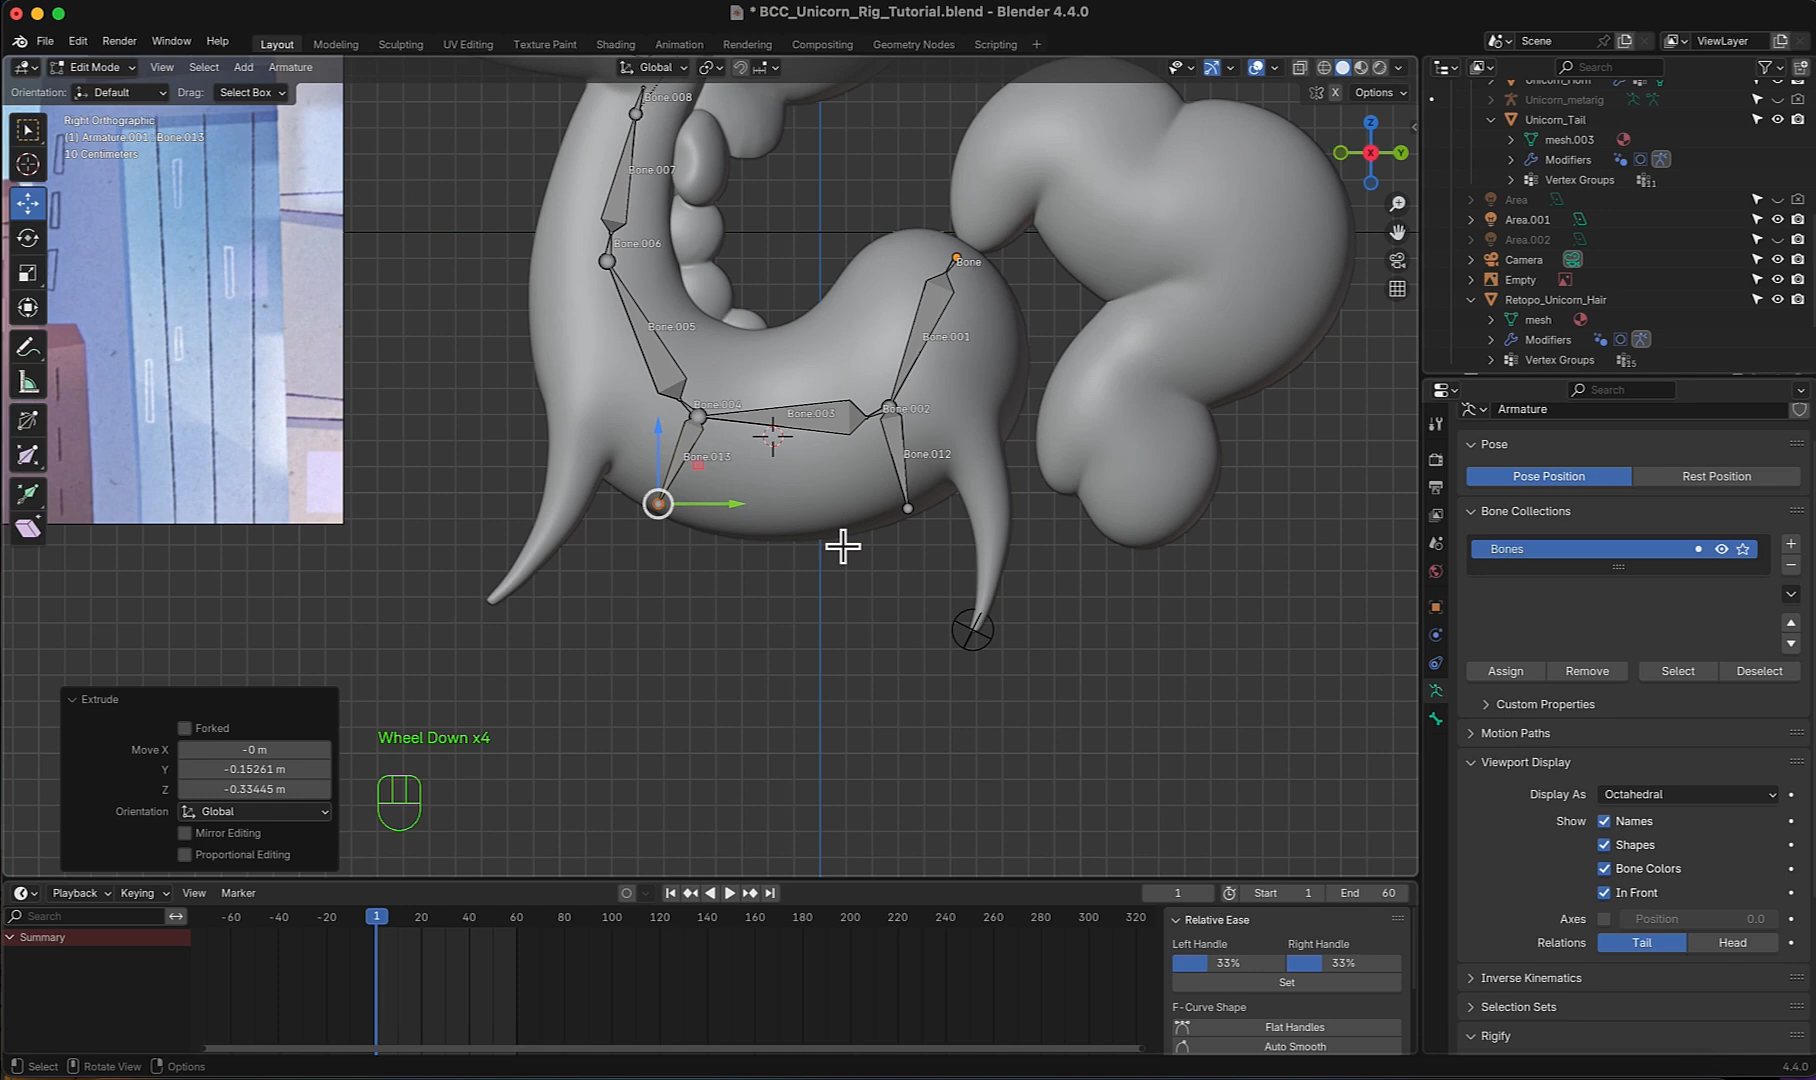 * BCC_Unicorn_Rig_Tutorial.blend - Blender 4.4.0
File Edit Render Window Help Layout Modeling Sculpting UV Editing Texture Paint Shading Animation Rendering Compositing Geometry Nodes Scripting + Scene ViewLayer
Edit Mode View Select Add Armature Global Search
Orientation: Default Drag: Select Box X Options
Right Orthographic
(1) Armature.001 : Bone.013
10 Centimeters
Bone.008
Bone.007
Bone.006
Bone.005
Bone.004
Bone.003
Bone
Bone.001
Bone.002
Bone.013
Bone.012
Z
X
Y
Unicorn_Horn
Unicorn_metarig
Unicorn_Tail
mesh.003
Modifiers
Vertex Groups 11
Area
Area.001
Area.002
Camera
Empty
Retopo_Unicorn_Hair
mesh
Modifiers
Vertex Groups 15
Search
Armature
Pose
Pose Position Rest Position
Bone Collections
Bones
Assign Remove Select Deselect
Custom Properties
Motion Paths
Viewport Display
Display As Octahedral
Show Names
Shapes
Bone Colors
In Front
Axes Position 0.0
Relations Tail Head
Inverse Kinematics
Selection Sets
Rigify
Extrude
Forked
Move X -0 m
Y -0.15261 m
Z -0.33445 m
Orientation Global
Mirror Editing
Proportional Editing
Wheel Down x4
Playback Keying View Marker 1 Start 1 End 60
Search -60 -40 -20 1 20 40 60 80 100 120 140 160 180 200 220 240 260 280 300 320
Summary
Relative Ease
Left Handle Right Handle
33% 33%
Set
F-Curve Shape
Flat Handles
Auto Smooth
Select Rotate View Options 4.4.0